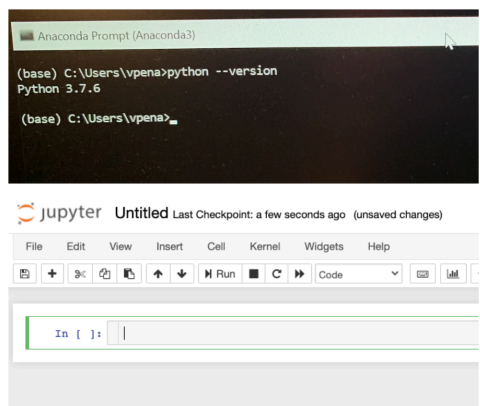 Anaconda Prompt (Anaconda3)
(base) C:\Users\vpena>python --version
Python 3.7.6
(base) C:\Users\vpena>_
jupyter Untitled Last Checkpoint: a few seconds ago (unsaved changes)
File Edit View Insert Cell Kernel Widgets Help
Run Code
In [ ]: